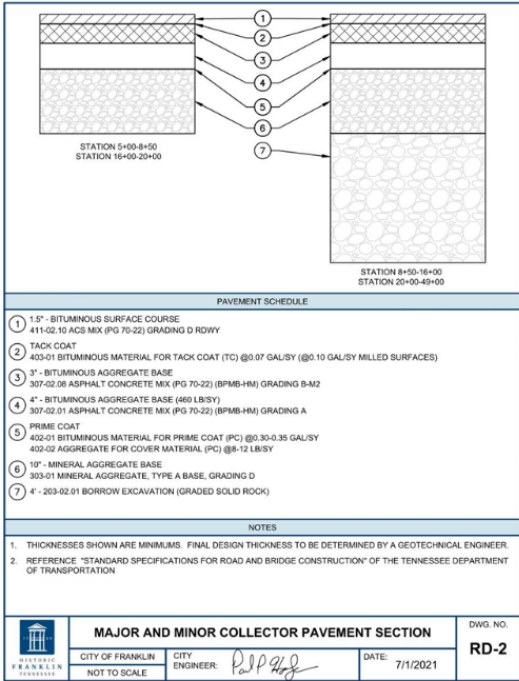 1
2
3
4
5
6
7
STATION 5+00-8+50
STATION 16+00-20+00
STATION 8+50-16+00
STATION 20+00-49+00
PAVEMENT SCHEDULE
1 1.5" - BITUMINOUS SURFACE COURSE
411-02.10 ACS MIX (PG 70-22) GRADING D RDWY
2 TACK COAT
403-01 BITUMINOUS MATERIAL FOR TACK COAT (TC) @0.07 GAL/SY (@0.10 GAL/SY MILLED SURFACES)
3 3" - BITUMINOUS AGGREGATE BASE
307-02.08 ASPHALT CONCRETE MIX (PG 70-22) (BPMB-HM) GRADING B-M2
4 4" - BITUMINOUS AGGREGATE BASE (460 LB/SY)
307-02.01 ASPHALT CONCRETE MIX (PG 70-22) (BPMB-HM) GRADING A
5 PRIME COAT
402-01 BITUMINOUS MATERIAL FOR PRIME COAT (PC) @0.30-0.35 GAL/SY
402-02 AGGREGATE FOR COVER MATERIAL (PC) @8-12 LB/SY
6 10" - MINERAL AGGREGATE BASE
303-01 MINERAL AGGREGATE, TYPE A BASE, GRADING D
7 4' - 203-02.01 BORROW EXCAVATION (GRADED SOLID ROCK)
NOTES
1. THICKNESSES SHOWN ARE MINIMUMS. FINAL DESIGN THICKNESS TO BE DETERMINED BY A GEOTECHNICAL ENGINEER.
2. REFERENCE "STANDARD SPECIFICATIONS FOR ROAD AND BRIDGE CONSTRUCTION" OF THE TENNESSEE DEPARTMENT
OF TRANSPORTATION
HISTORIC
FRANKLIN
TENNESSEE
MAJOR AND MINOR COLLECTOR PAVEMENT SECTION
CITY OF FRANKLIN
NOT TO SCALE
CITY
ENGINEER:
DATE:
7/1/2021
DWG. NO.
RD-2